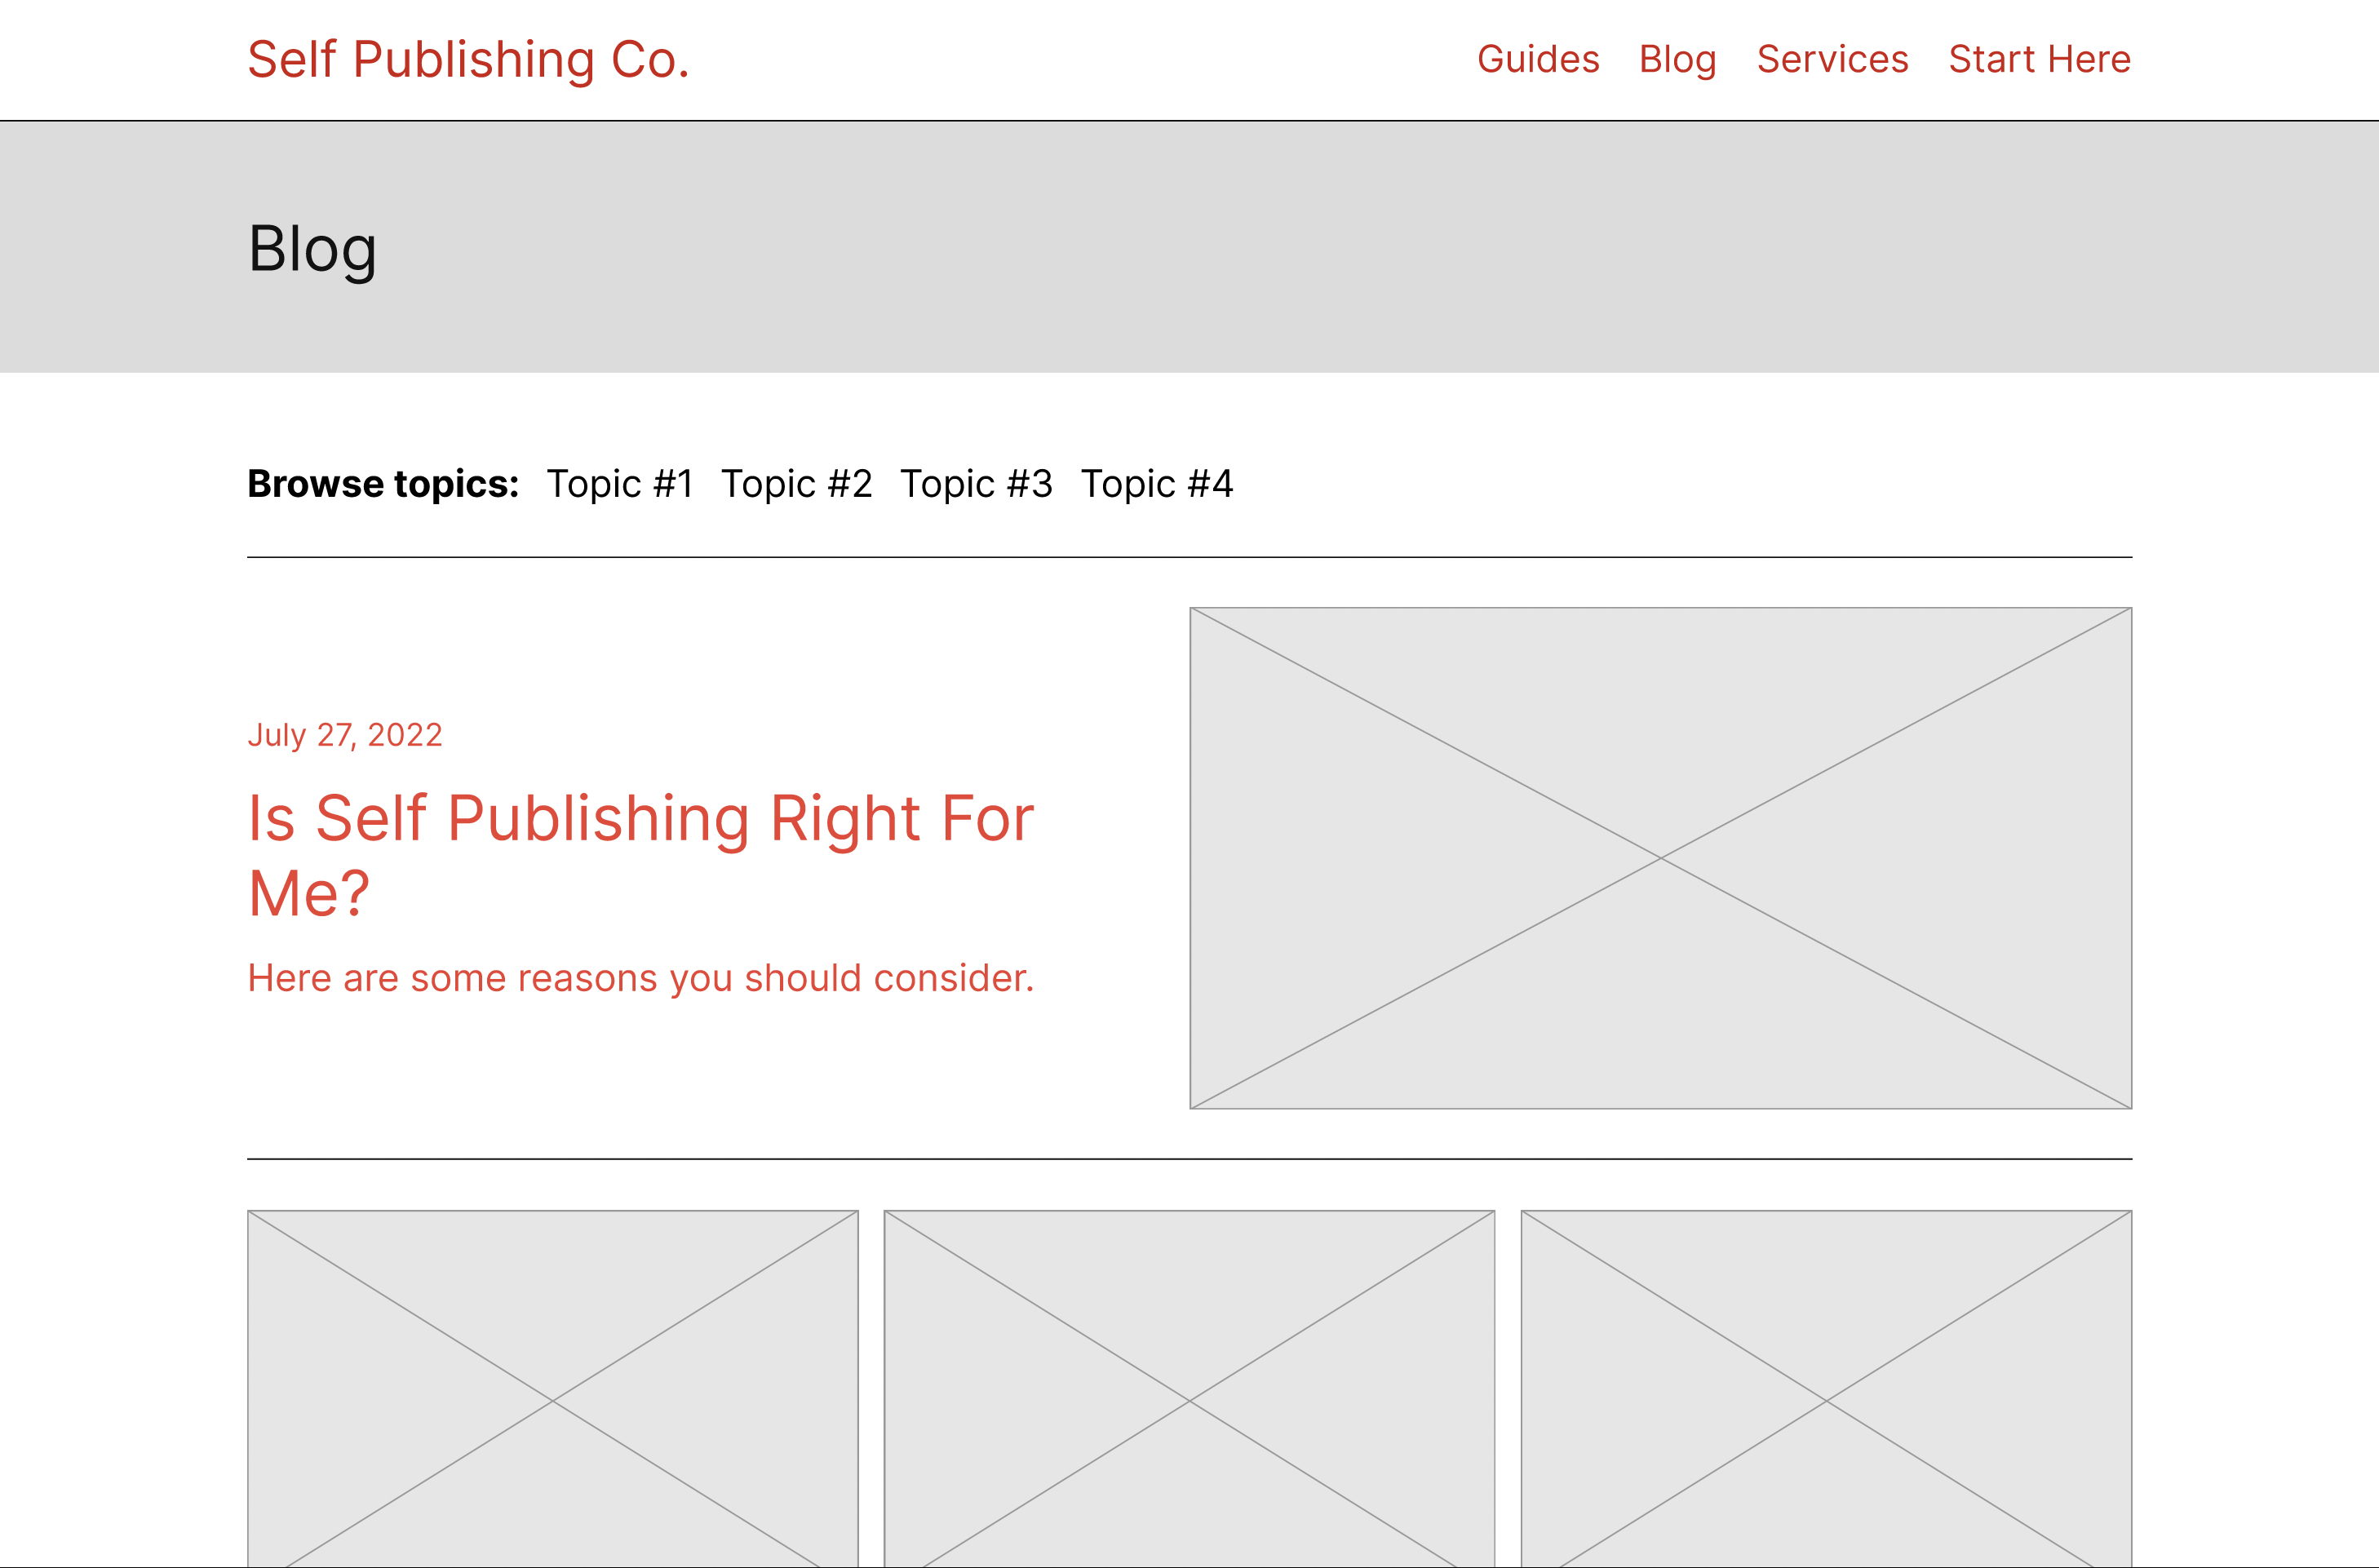 Self Publishing Co.
Guides Blog Services Start Here
Blog
Browse topics: Topic #1 Topic #2 Topic #3 Topic #4
July 27, 2022
Is Self Publishing Right For
Me?
Here are some reasons you should consider.